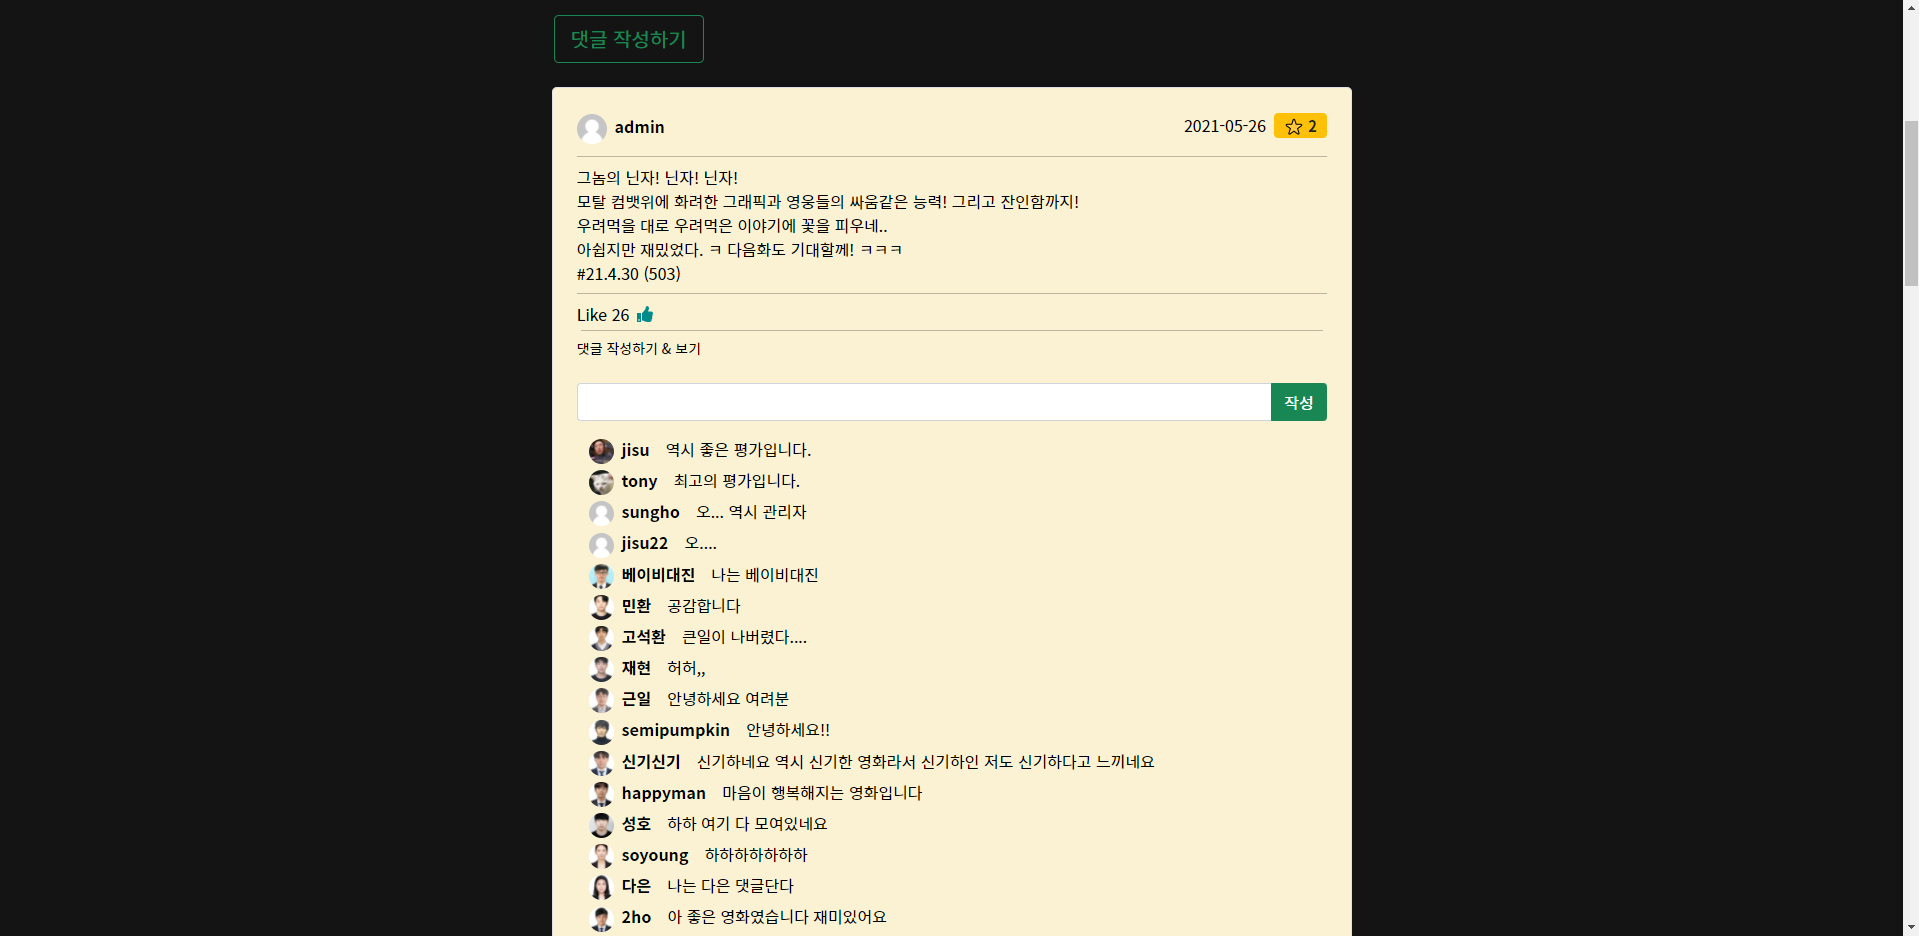 댓글 작성하기
admin 2021-05-26 2
그놈의 닌자! 닌자! 닌자!
모탈 컴뱃위에 화려한 그래픽과 영웅들의 싸움같은 능력! 그리고 잔인함까지!
우려먹을 대로 우려먹은 이야기에 꽃을 피우네..
아쉽지만 재밌었다. ㅋ 다음화도 기대할께! ㅋㅋㅋ
#21.4.30 (503)
Like 26
댓글 작성하기 & 보기
작성
jisu 역시 좋은 평가입니다.
tony 최고의 평가입니다.
sungho 오... 역시 관리자
jisu22 오....
베이비대진 나는 베이비대진
민환 공감합니다
고석환 큰일이 나버렸다....
재현 허허,,
근일 안녕하세요 여려분
semipumpkin 안녕하세요!!
신기신기 신기하네요 역시 신기한 영화라서 신기하인 저도 신기하다고 느끼네요
happyman 마음이 행복해지는 영화입니다
성호 하하 여기 다 모여있네요
soyoung 하하하하하하하
다은 나는 다은 댓글단다
2ho 아 좋은 영화였습니다 재미있어요